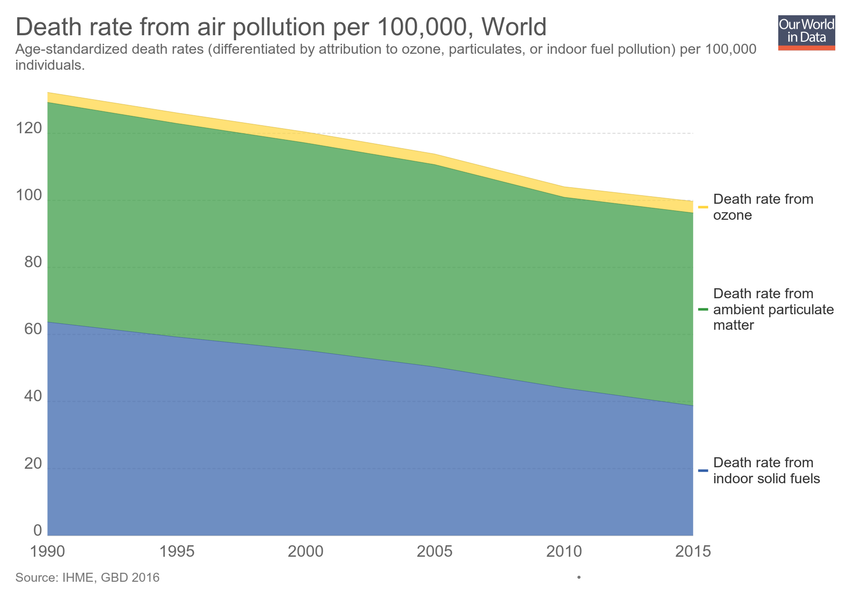 Death rate from air pollution per 100,000, World
Our World
in Data
Age-standardized death rates (differentiated by attribution to ozone, particulates, or indoor fuel pollution) per 100,000
individuals.
120
100
80
60
40
20
0
Death rate from
ozone
Death rate from
ambient particulate
matter
Death rate from
indoor solid fuels
1990 1995 2000 2005 2010 2015
Source: IHME, GBD 2016